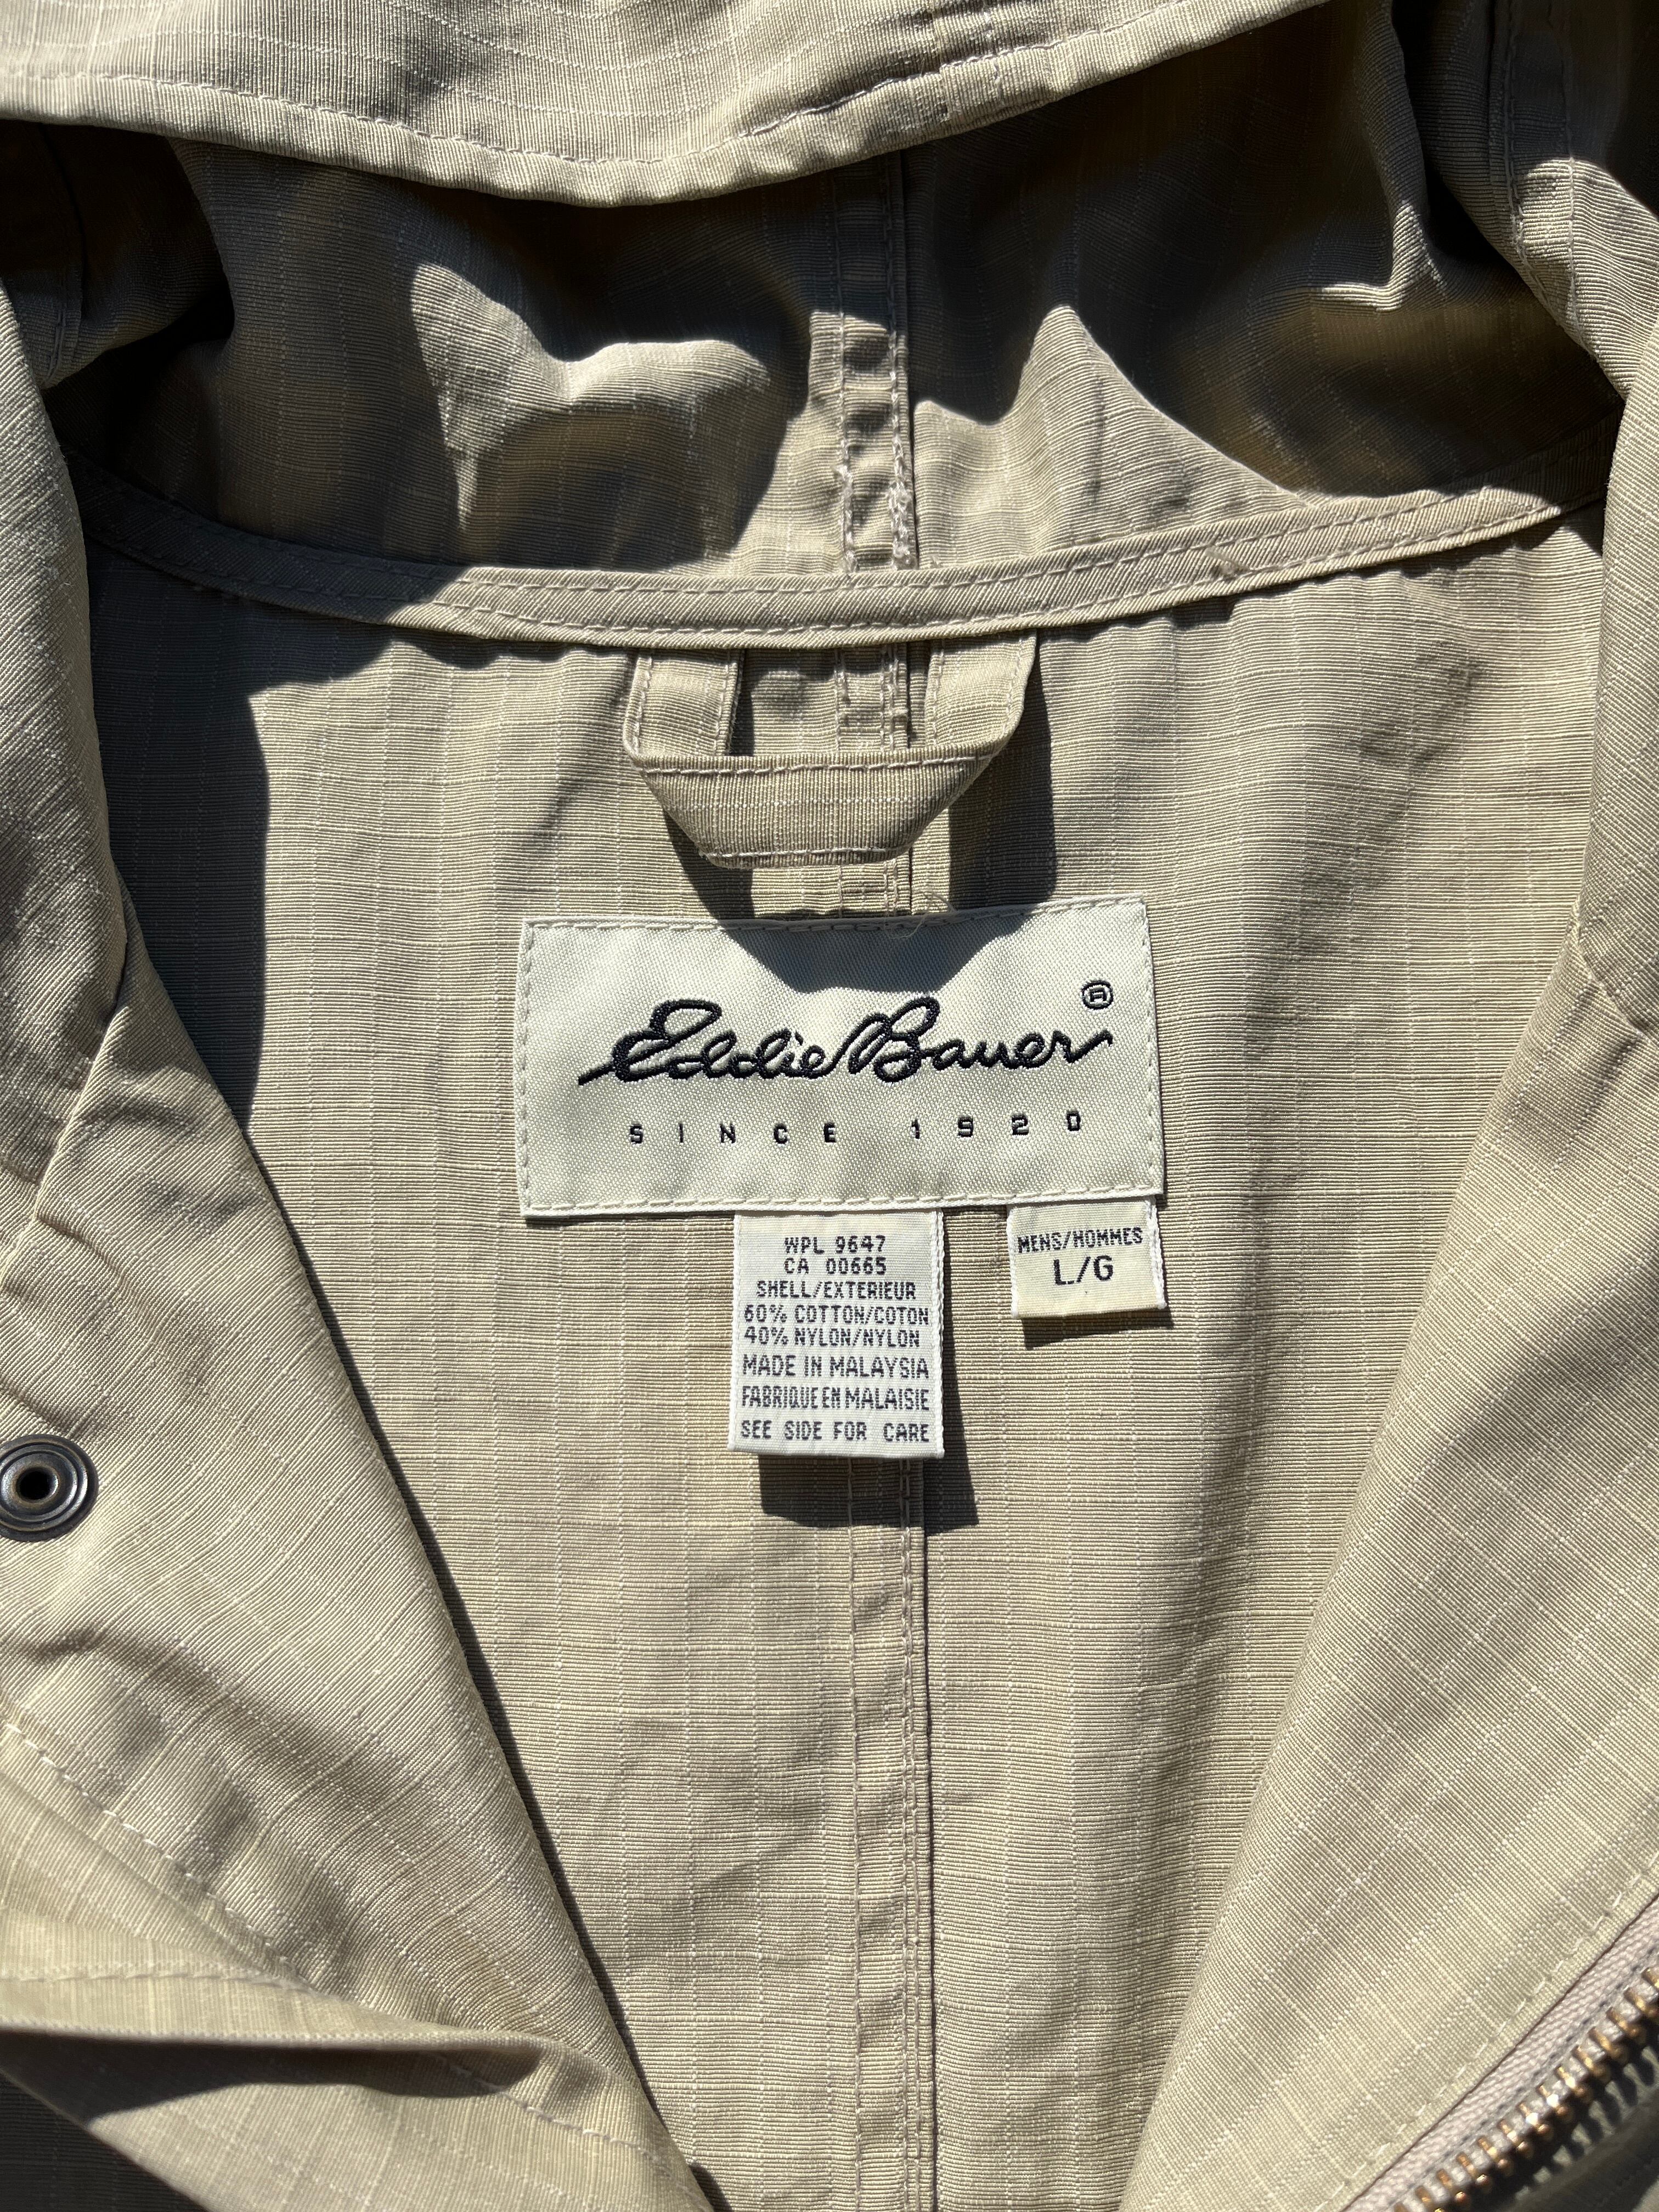 Eddie Bauer®
SINCE 1920
WPL 9647
CA 00665
SHELL/EXTERIEUR
60% COTTON/COTON
40% NYLON/NYLON
MADE IN MALAYSIA
FABRIQUE EN MALAISIE
SEE SIDE FOR CARE
MENS/HOMMES
L/G